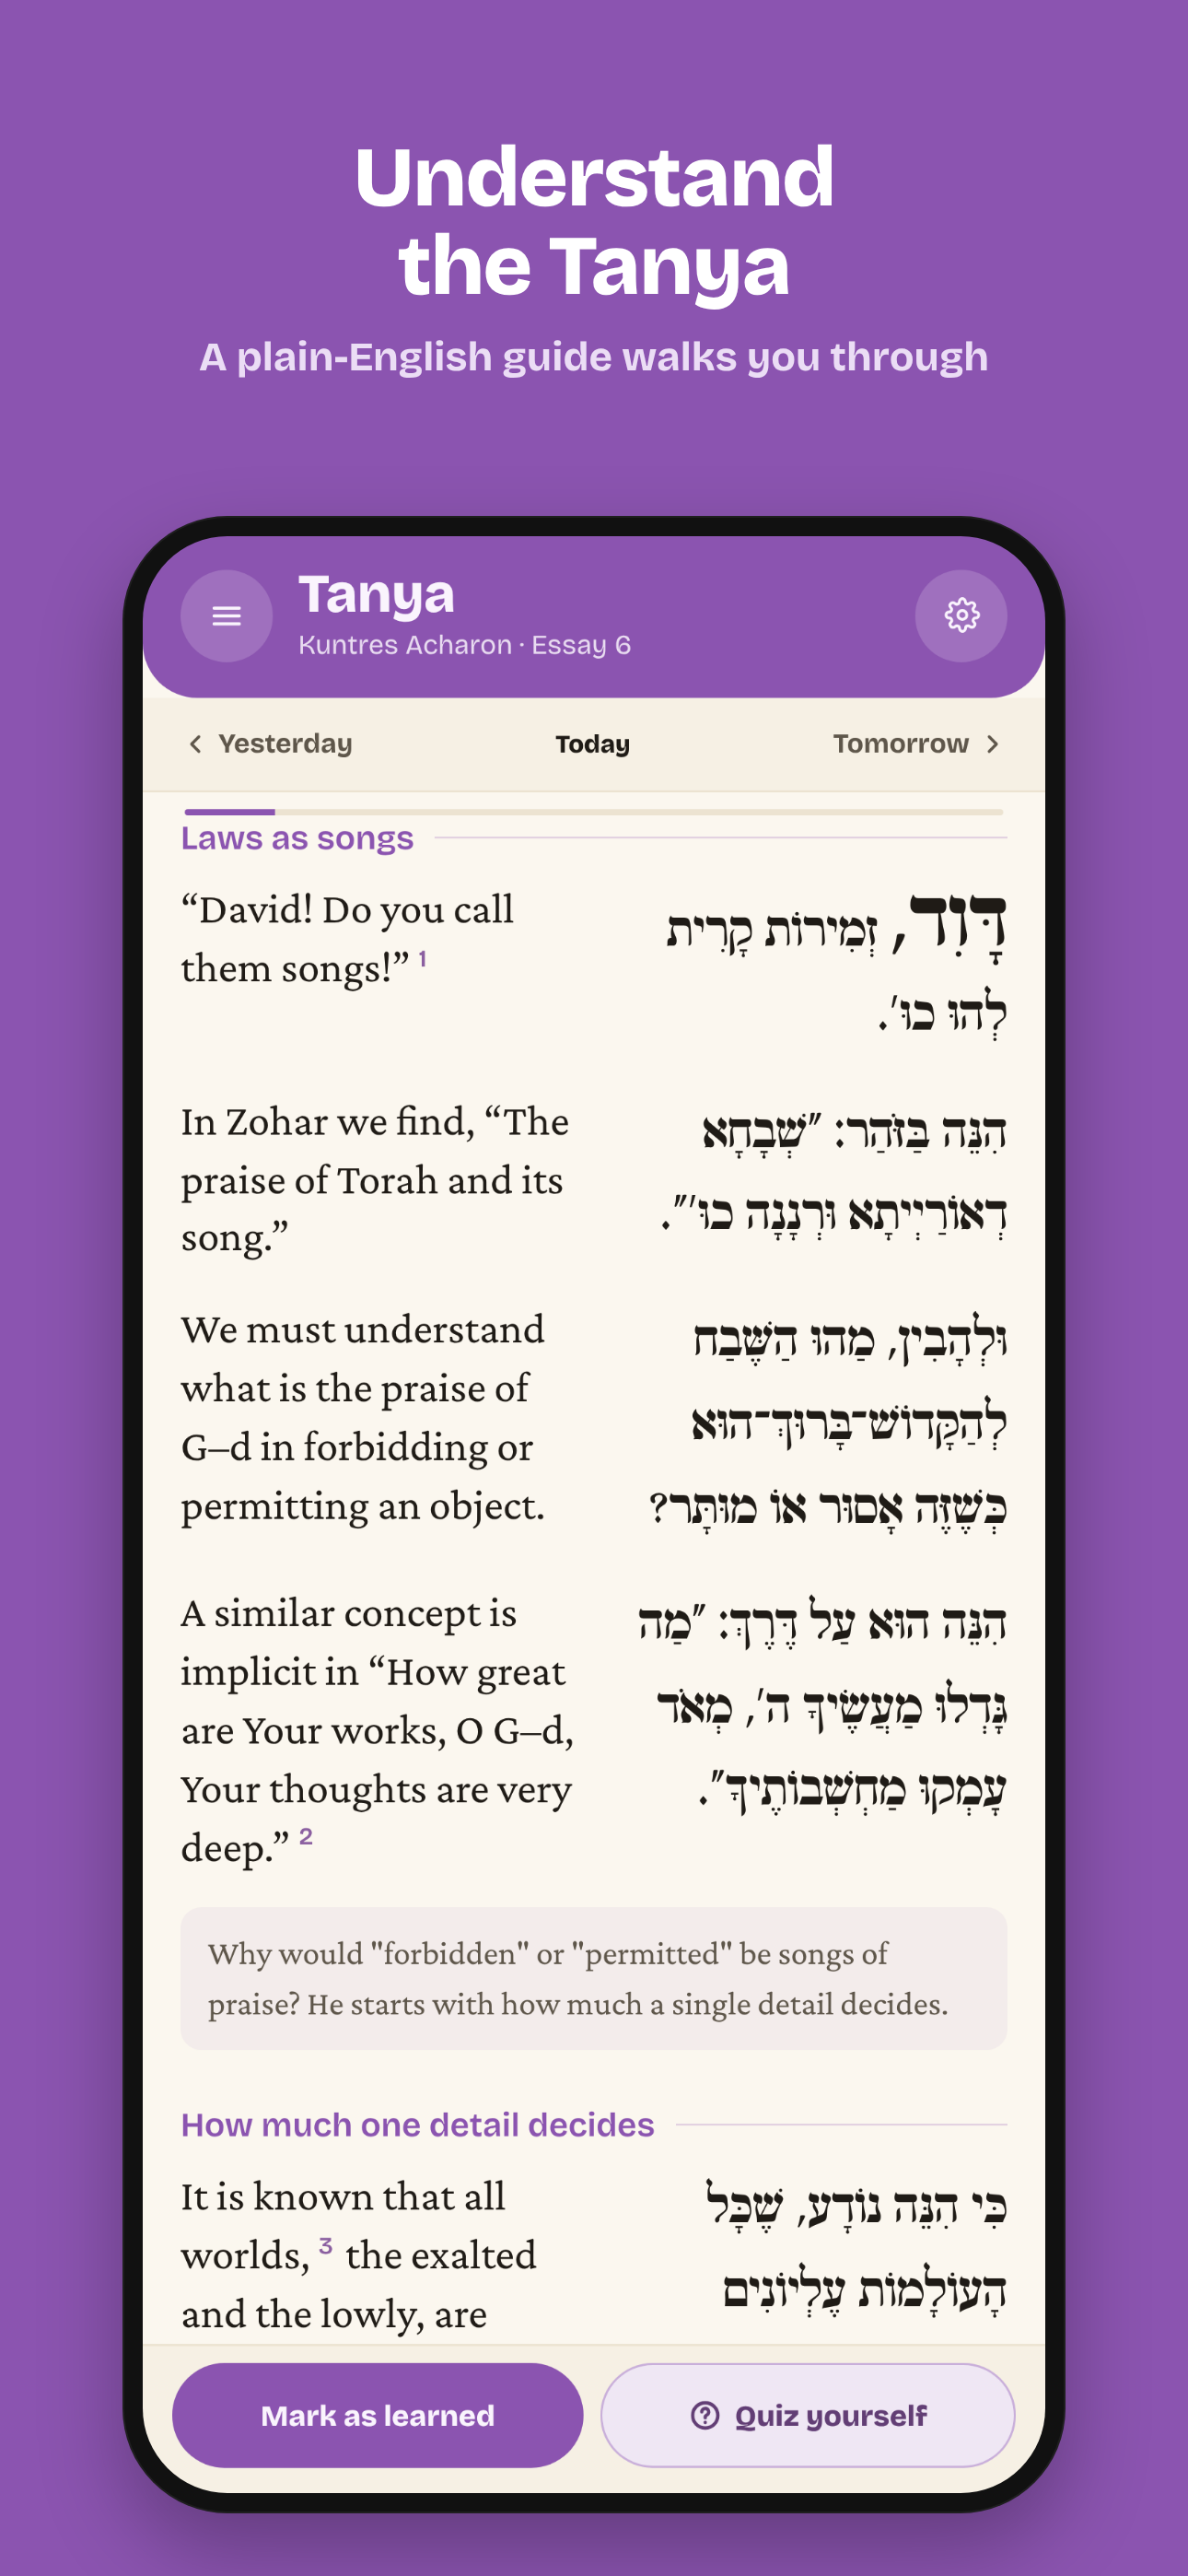 Understand
the Tanya
A plain-English guide walks you through
Tanya
Kuntres Acharon · Essay 6
Yesterday
Today
Tomorrow
Laws as songs
“David! Do you call
them songs!” 1
דָּוִד, זְמִירוֹת קָרִית
לְהוּ כוּ׳.
In Zohar we find, “The
praise of Torah and its
song.”
הִנֵּה בַּזֹּהַר: ״שְׁבָחָא
דְאוֹרַיְיתָא וּרְנָנָה כוּ׳״.
We must understand
what is the praise of
G–d in forbidding or
permitting an object.
וּלְהָבִין, מַהוּ הַשֶּׁבַח
לְהַקָּדוֹשׁ־בָּרוּךְ־הוּא
כְּשֶׁזֶּה אָסוּר אוֹ מוּתָּר?
A similar concept is
implicit in “How great
are Your works, O G–d,
Your thoughts are very
deep.” 2
הִנֵּה הוּא עַל דֶּרֶךְ: ״מַה
גָּדְלוּ מַעֲשֶׂיךָ ה׳, מְאֹד
עָמְקוּ מַחְשְׁבוֹתֶיךָ״.
Why would "forbidden" or "permitted" be songs of
praise? He starts with how much a single detail decides.
How much one detail decides
It is known that all
worlds, 3 the exalted
and the lowly, are
כִּי הִנֵּה נוֹדָע, שֶׁכָּל
הָעוֹלָמוֹת עֶלְיוֹנִים
Mark as learned
Quiz yourself